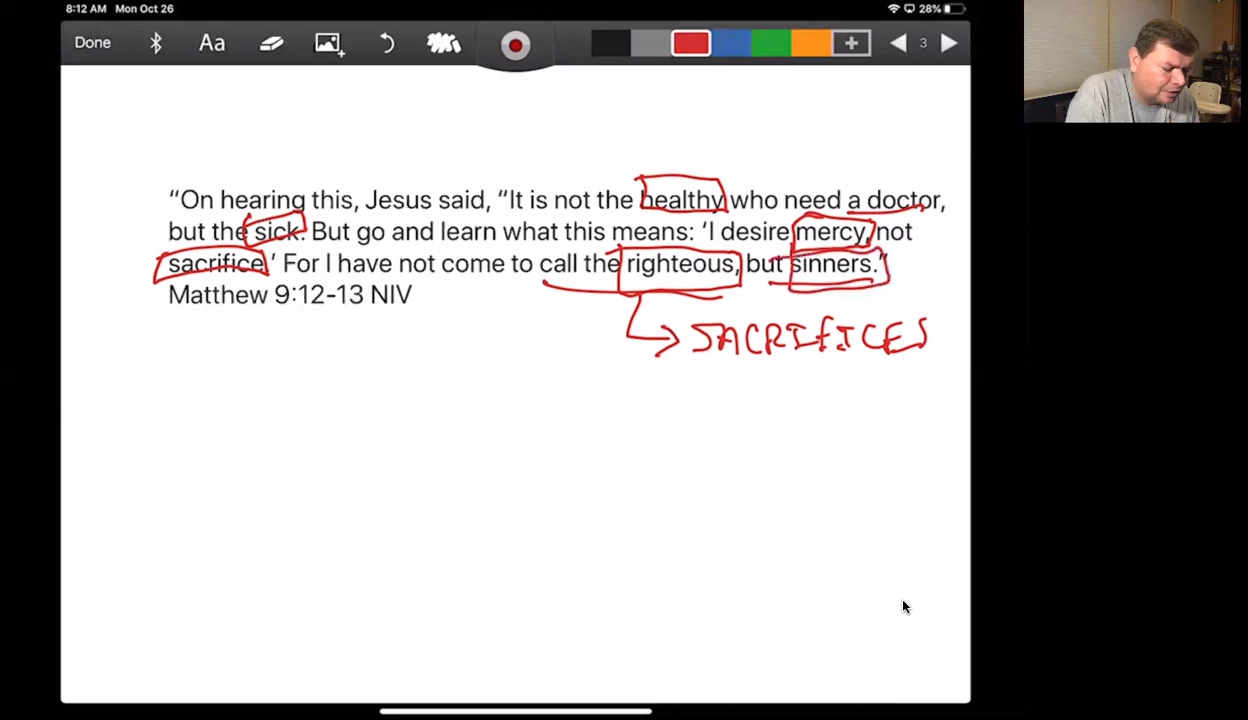 8:12 AM Mon Oct 26
28%
Done Aa + 3
“On hearing this, Jesus said, “It is not the healthy who need a doctor,
but the sick. But go and learn what this means: ‘I desire mercy, not
sacrifice.’ For I have not come to call the righteous, but sinners.”
Matthew 9:12-13 NIV
SACRIFICES